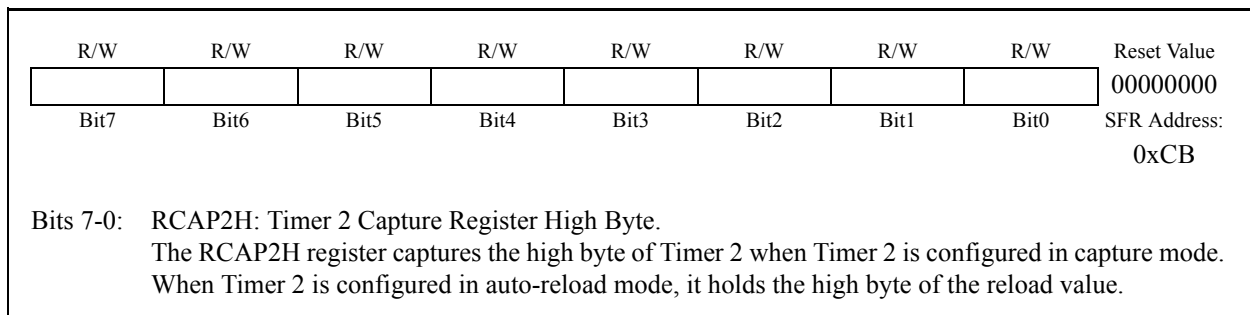 R/W R/W R/W R/W R/W R/W R/W R/W Reset Value
00000000
Bit7 Bit6 Bit5 Bit4 Bit3 Bit2 Bit1 Bit0 SFR Address:
0xCB
Bits 7-0: RCAP2H: Timer 2 Capture Register High Byte.
The RCAP2H register captures the high byte of Timer 2 when Timer 2 is configured in capture mode.
When Timer 2 is configured in auto-reload mode, it holds the high byte of the reload value.